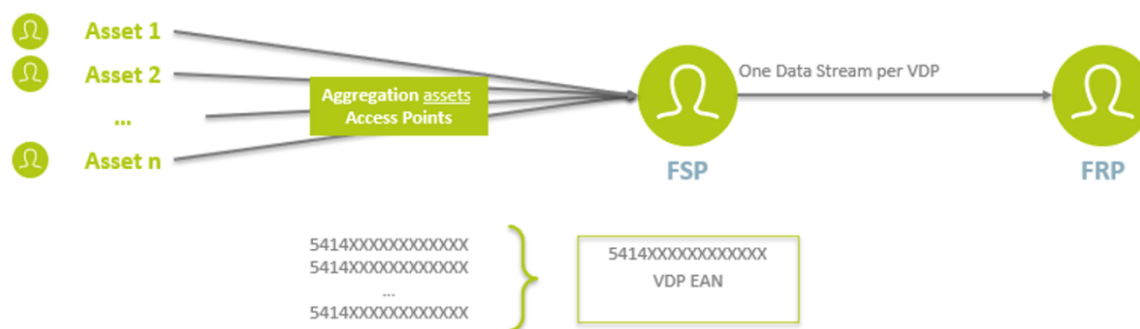 Asset 1
Asset 2
...
Asset n
Aggregation assets
Access Points
One Data Stream per VDP
FSP
FRP
5414XXXXXXXXXXXX
5414XXXXXXXXXXXX
...
5414XXXXXXXXXXXX
5414XXXXXXXXXXXX
VDP EAN